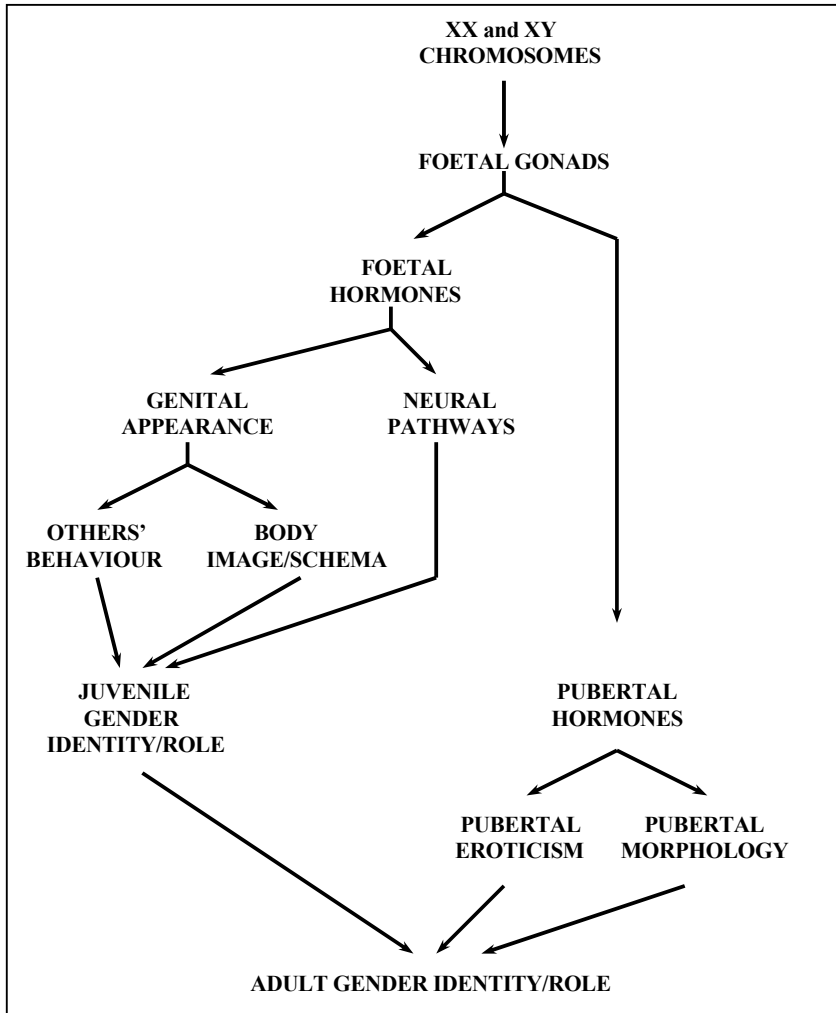 XX and XY
CHROMOSOMES
FOETAL GONADS
FOETAL
HORMONES
GENITAL
APPEARANCE
NEURAL
PATHWAYS
OTHERS’
BEHAVIOUR
BODY
IMAGE/SCHEMA
JUVENILE
GENDER
IDENTITY/ROLE
PUBERTAL
HORMONES
PUBERTAL
EROTICISM
PUBERTAL
MORPHOLOGY
ADULT GENDER IDENTITY/ROLE